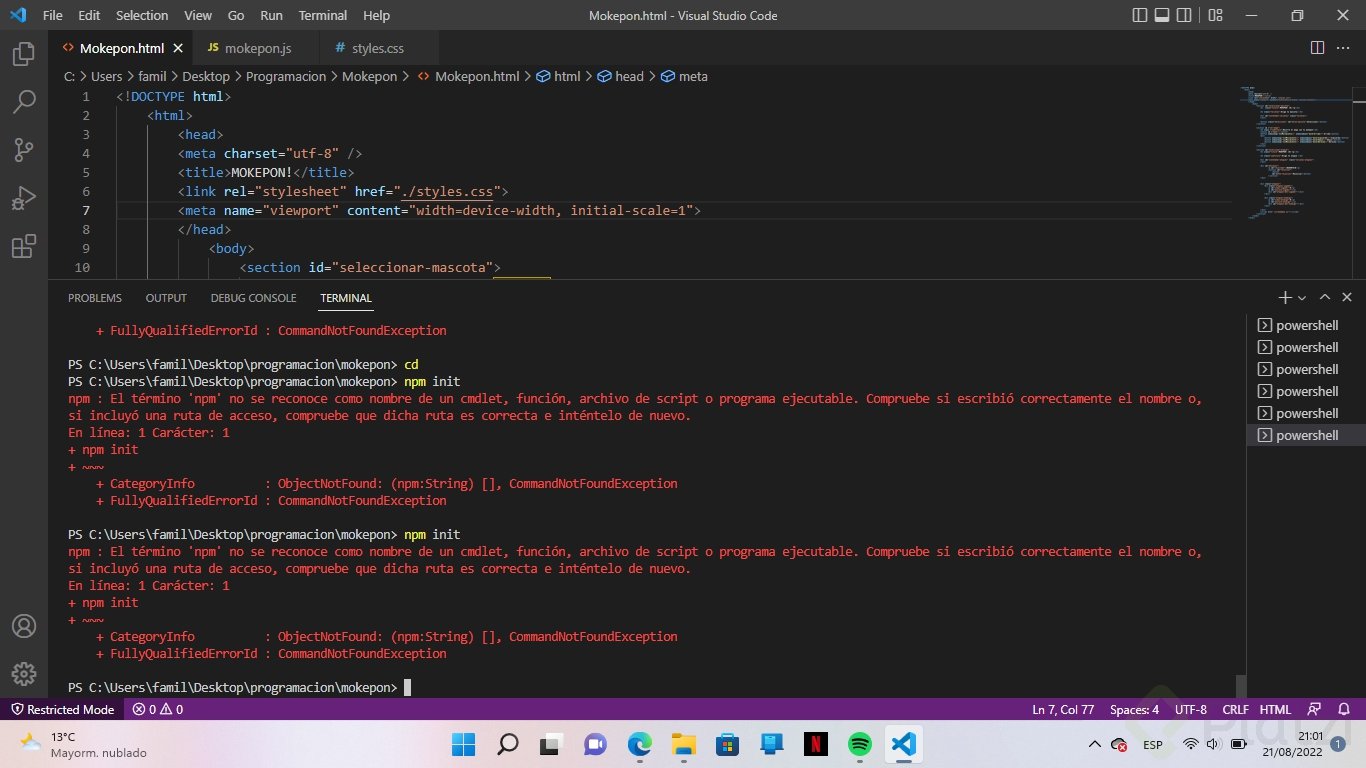 File Edit Selection View Go Run Terminal Help
Mokepon.html - Visual Studio Code
<> Mokepon.html ×
JS mokepon.js
# styles.css
C: > Users > famil > Desktop > Programacion > Mokepon > <> Mokepon.html > html > head > meta
1 <!DOCTYPE html>
2 <html>
3 <head>
4 <meta charset="utf-8" />
5 <title>MOKEPON!</title>
6 <link rel="stylesheet" href="./styles.css">
7 <meta name="viewport" content="width=device-width, initial-scale=1">
8 </head>
9 <body>
10 <section id="seleccionar-mascota">
PROBLEMS OUTPUT DEBUG CONSOLE TERMINAL
+ FullyQualifiedErrorId : CommandNotFoundException
PS C:\Users\famil\Desktop\programacion\mokepon> cd
PS C:\Users\famil\Desktop\programacion\mokepon> npm init
npm : El término 'npm' no se reconoce como nombre de un cmdlet, función, archivo de script o programa ejecutable. Compruebe si escribió correctamente el nombre o,
si incluyó una ruta de acceso, compruebe que dicha ruta es correcta e inténtelo de nuevo.
En línea: 1 Carácter: 1
+ npm init
+ ~~~
+ CategoryInfo : ObjectNotFound: (npm:String) [], CommandNotFoundException
+ FullyQualifiedErrorId : CommandNotFoundException
PS C:\Users\famil\Desktop\programacion\mokepon> npm init
npm : El término 'npm' no se reconoce como nombre de un cmdlet, función, archivo de script o programa ejecutable. Compruebe si escribió correctamente el nombre o,
si incluyó una ruta de acceso, compruebe que dicha ruta es correcta e inténtelo de nuevo.
En línea: 1 Carácter: 1
+ npm init
+ ~~~
+ CategoryInfo : ObjectNotFound: (npm:String) [], CommandNotFoundException
+ FullyQualifiedErrorId : CommandNotFoundException
PS C:\Users\famil\Desktop\programacion\mokepon>
powershell
powershell
powershell
powershell
powershell
powershell
Restricted Mode 0 0
Ln 7, Col 77 Spaces: 4 UTF-8 CRLF HTML
13°C
Mayorm. nublado
N
ESP
21:01
21/08/2022
1
Platzi